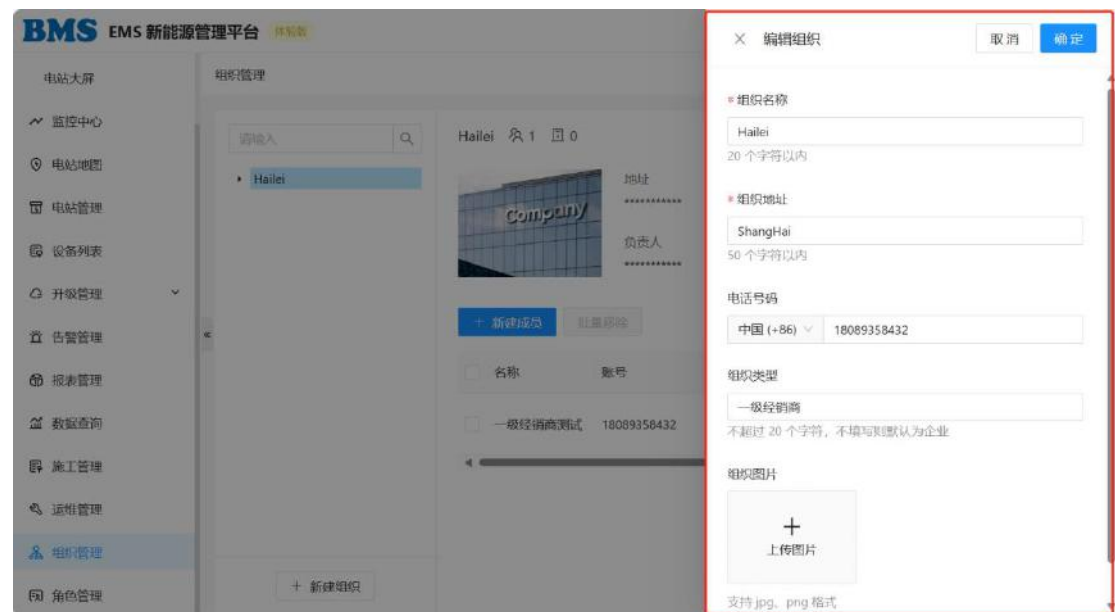 BMS EMS 新能源管理平台 体验版
电站大屏
监控中心
电站地图
电站管理
设备列表
升级管理
告警管理
报表管理
数据查询
施工管理
运维管理
组织管理
角色管理
组织管理
请输入
Hailei
+ 新建组织
Hailei 1 0
Company
地址
***********
负责人
***********
+ 新建成员 批量移除
名称 账号
一级经销商测试 18089358432
编辑组织 取消 确定
* 组织名称
Hailei
20 个字符以内
* 组织地址
ShangHai
50 个字符以内
电话号码
中国 (+86) 18089358432
组织类型
一级经销商
不超过 20 个字符，不填写则默认为企业
组织图片
+
上传图片
支持 jpg、png 格式